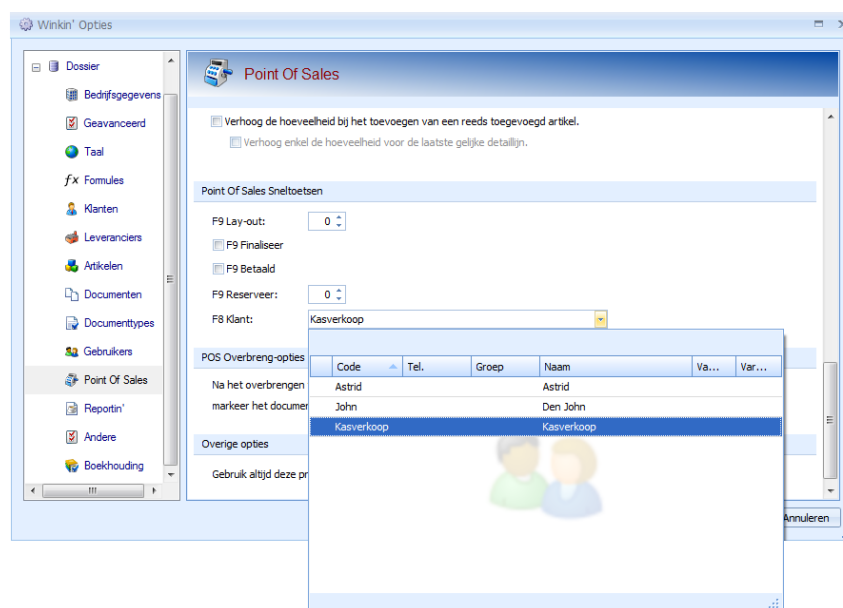 Winkin' Opties
Dossier
Bedrijfsgegevens
Geavanceerd
Taal
Formules
Klanten
Leveranciers
Artikelen
Documenten
Documenttypes
Gebruikers
Point Of Sales
Reportin'
Andere
Boekhouding
Point Of Sales
Verhoog de hoeveelheid bij het toevoegen van een reeds toegevoegd artikel.
Verhoog enkel de hoeveelheid voor de laatste gelijke detaillijn.
Point Of Sales Sneltoetsen
F9 Lay-out: 0
F9 Finaliseer
F9 Betaald
F9 Reserveer: 0
F8 Klant: Kasverkoop
POS Overbreng-opties
Na het overbrengen
markeer het documer
Overige opties
Gebruik altijd deze pr
Code Tel. Groep Naam Va... Var...
Astrid Astrid
John Den John
Kasverkoop Kasverkoop
Annuleren